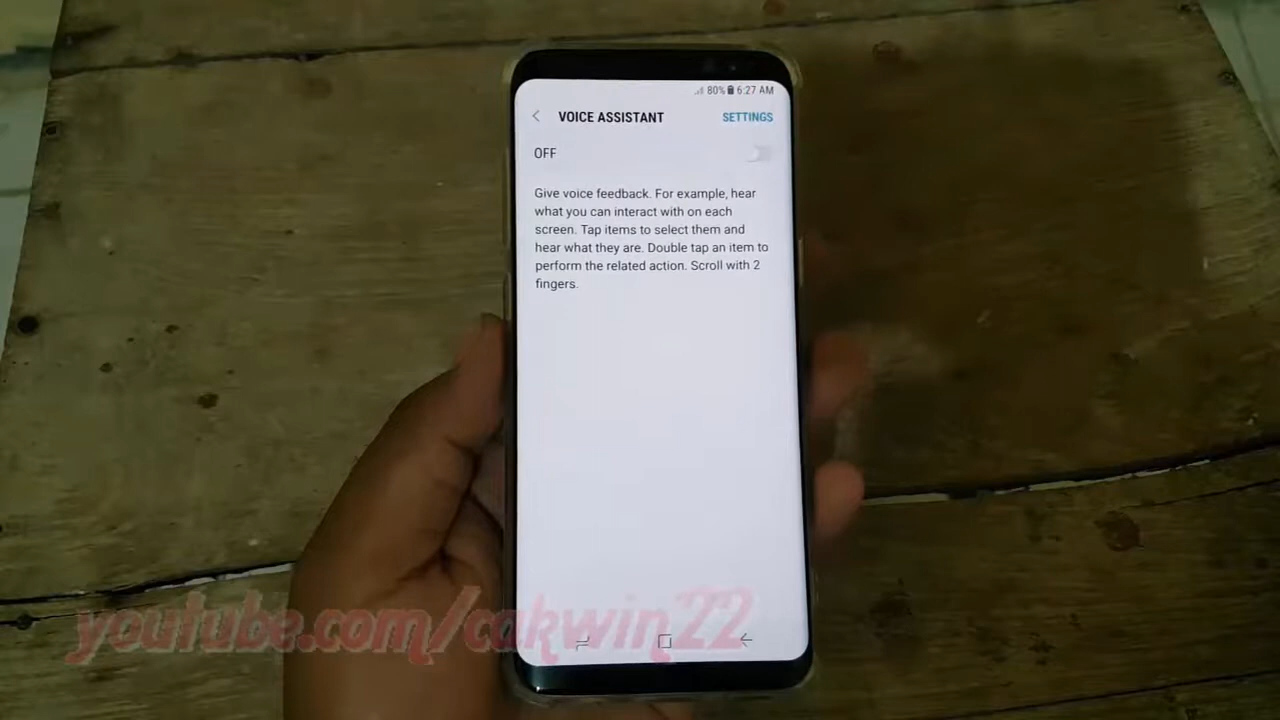 80% 6:27 AM
VOICE ASSISTANT SETTINGS
OFF
Give voice feedback. For example, hear
what you can interact with on each
screen. Tap items to select them and
hear what they are. Double tap an item to
perform the related action. Scroll with 2
fingers.
youtube.com/cakwin22